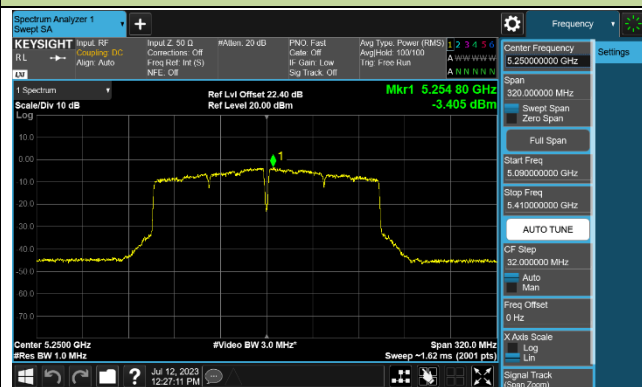 Spectrum Analyzer 1
Swept SA
Frequency
KEYSIGHT
RL
Input: RF
Coupling: DC
Align: Auto
Input Z: 50 Ω
Corrections: Off
Freq Ref: Int (S)
NFE: Off
#Atten: 20 dB
PNO: Fast
Gate: Off
IF Gain: Low
Sig Track: Off
Avg Type: Power (RMS)
Avg|Hold: 100/100
Trig: Free Run
1 2 3 4 5 6
A W W W W W
A N N N N N
LXI
1 Spectrum
Scale/Div 10 dB
Log
Ref Lvl Offset 22.40 dB
Ref Level 20.00 dBm
Mkr1 5.254 80 GHz
-3.405 dBm
10.0
0.00
-10.0
-20.0
-30.0
-40.0
-50.0
-60.0
-70.0
1
Center 5.2500 GHz
#Res BW 1.0 MHz
#Video BW 3.0 MHz*
Span 320.0 MHz
Sweep ~1.62 ms (2001 pts)
Jul 12, 2023
12:27:11 PM
Center Frequency
5.250000000 GHz
Settings
Span
320.000000 MHz
Swept Span
Zero Span
Full Span
Start Freq
5.090000000 GHz
Stop Freq
5.410000000 GHz
AUTO TUNE
CF Step
32.000000 MHz
Auto
Man
Freq Offset
0 Hz
X Axis Scale
Log
Lin
Signal Track
(Span Zoom)